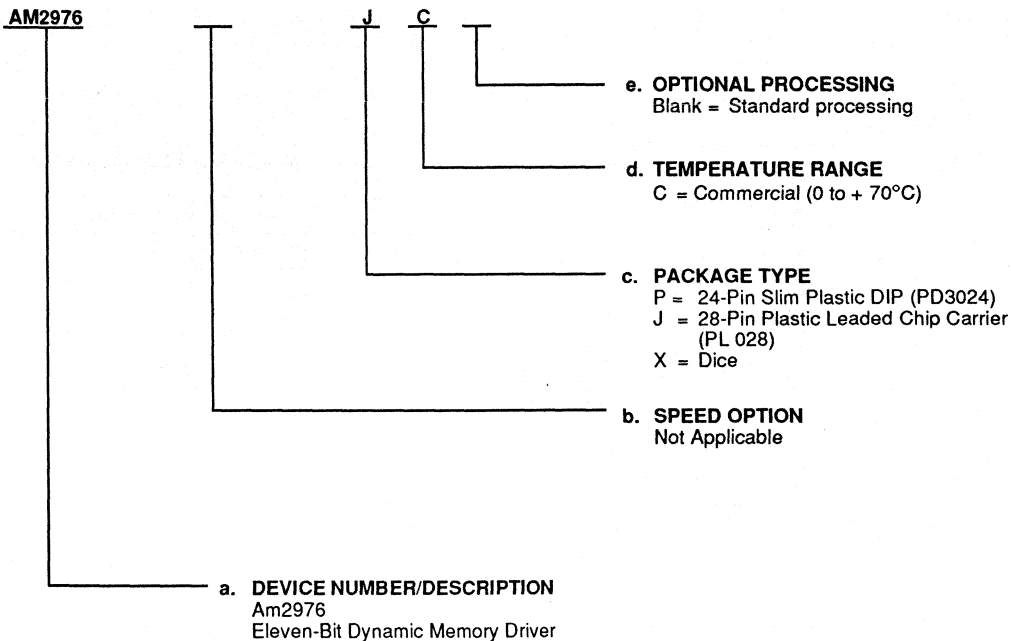 AM2976 J C
e. OPTIONAL PROCESSING
Blank = Standard processing
d. TEMPERATURE RANGE
C = Commercial (0 to + 70°C)
c. PACKAGE TYPE
P = 24-Pin Slim Plastic DIP (PD3024)
J = 28-Pin Plastic Leaded Chip Carrier
(PL 028)
X = Dice
b. SPEED OPTION
Not Applicable
a. DEVICE NUMBER/DESCRIPTION
Am2976
Eleven-Bit Dynamic Memory Driver